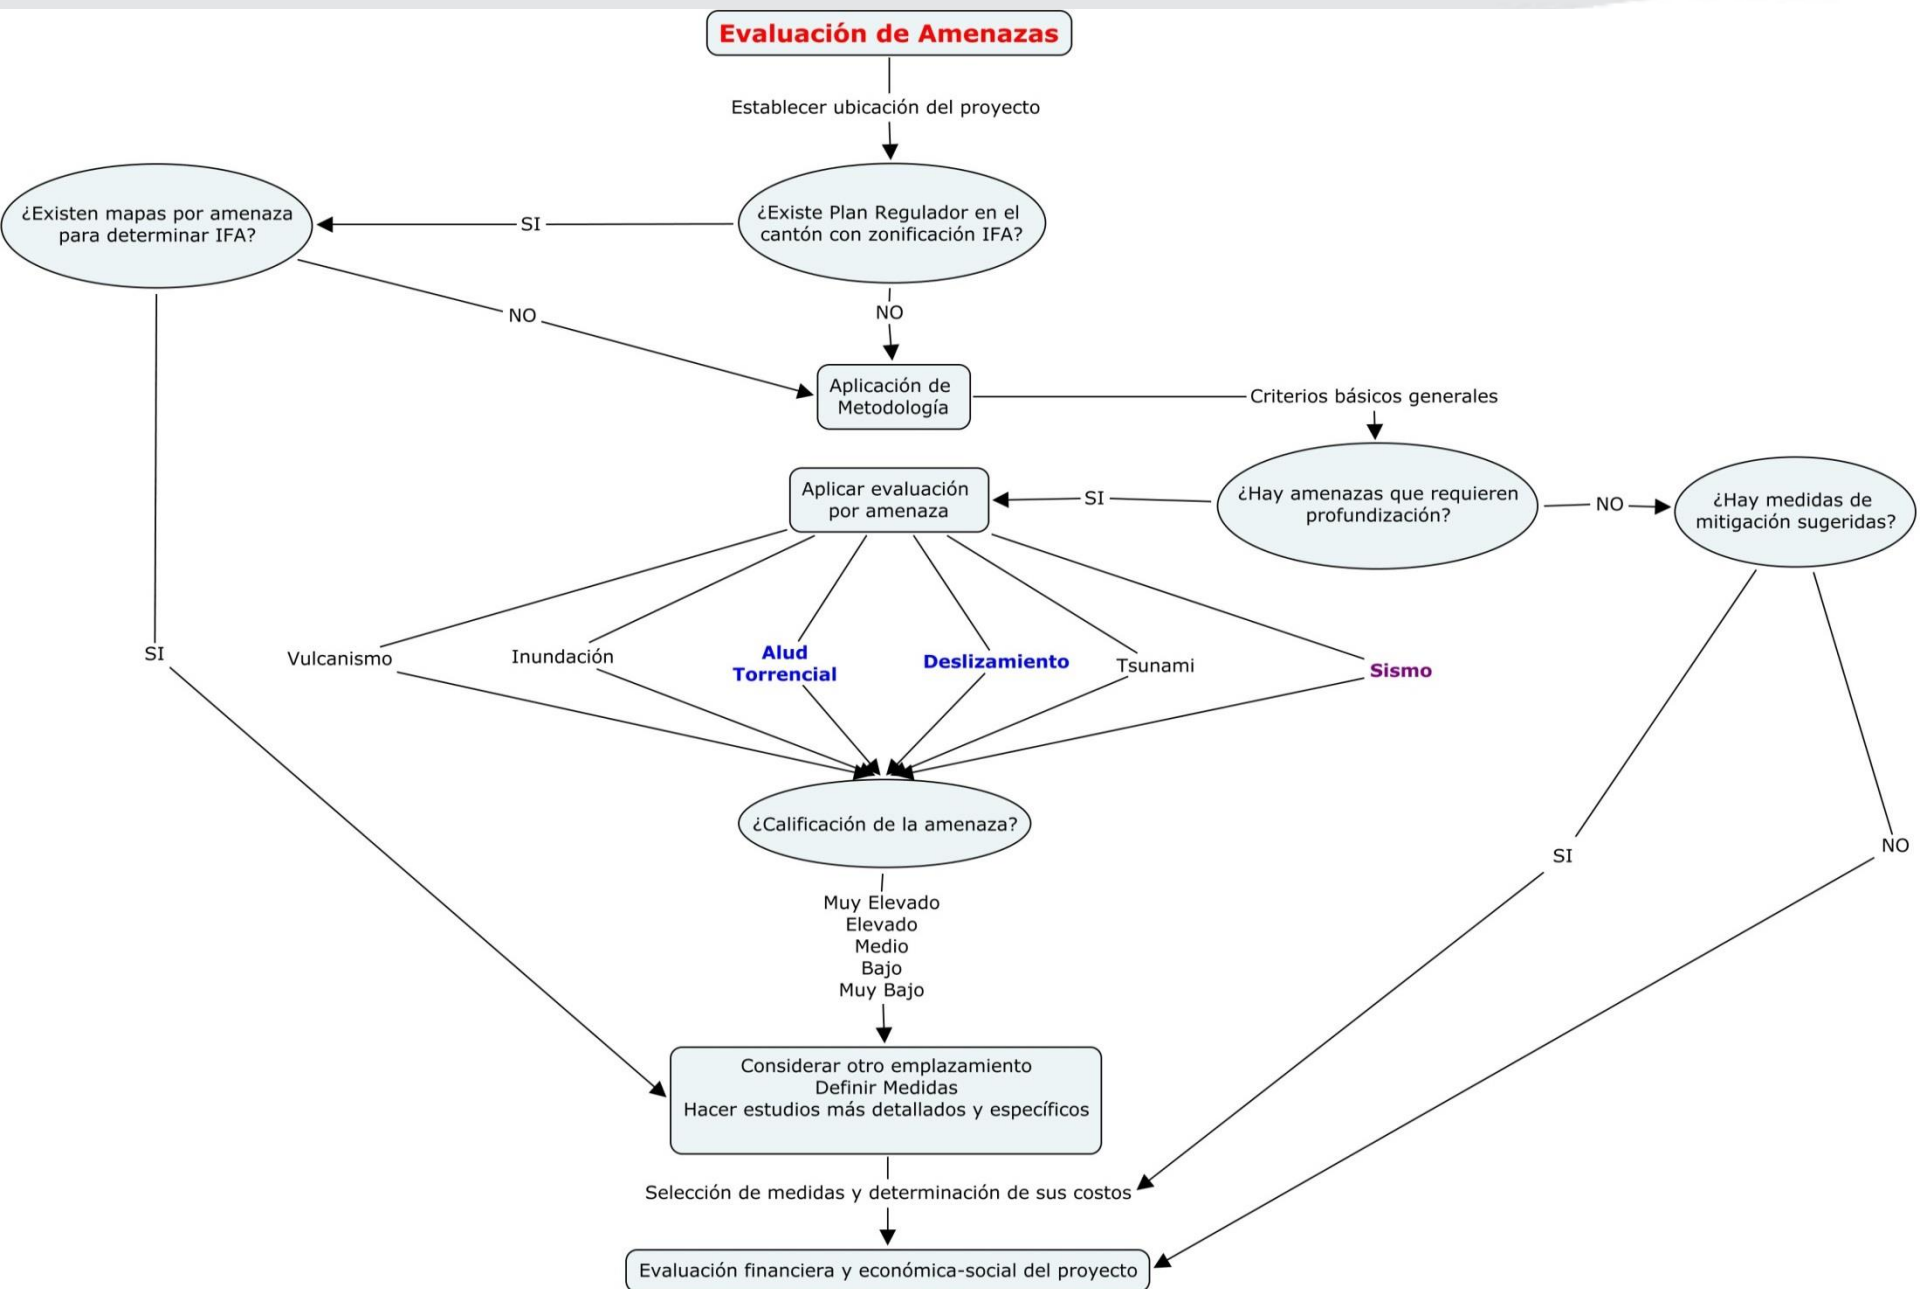 Evaluación de Amenazas
Establecer ubicación del proyecto
¿Existen mapas por amenaza
para determinar IFA?
SI
¿Existe Plan Regulador en el
cantón con zonificación IFA?
NO
NO
Aplicación de
Metodología
Criterios básicos generales
Aplicar evaluación
por amenaza
SI
¿Hay amenazas que requieren
profundización?
NO
¿Hay medidas de
mitigación sugeridas?
SI
Vulcanismo
Inundación
Alud
Torrencial
Deslizamiento
Tsunami
Sismo
¿Calificación de la amenaza?
SI
NO
Muy Elevado
Elevado
Medio
Bajo
Muy Bajo
Considerar otro emplazamiento
Definir Medidas
Hacer estudios más detallados y específicos
Selección de medidas y determinación de sus costos
Evaluación financiera y económica-social del proyecto